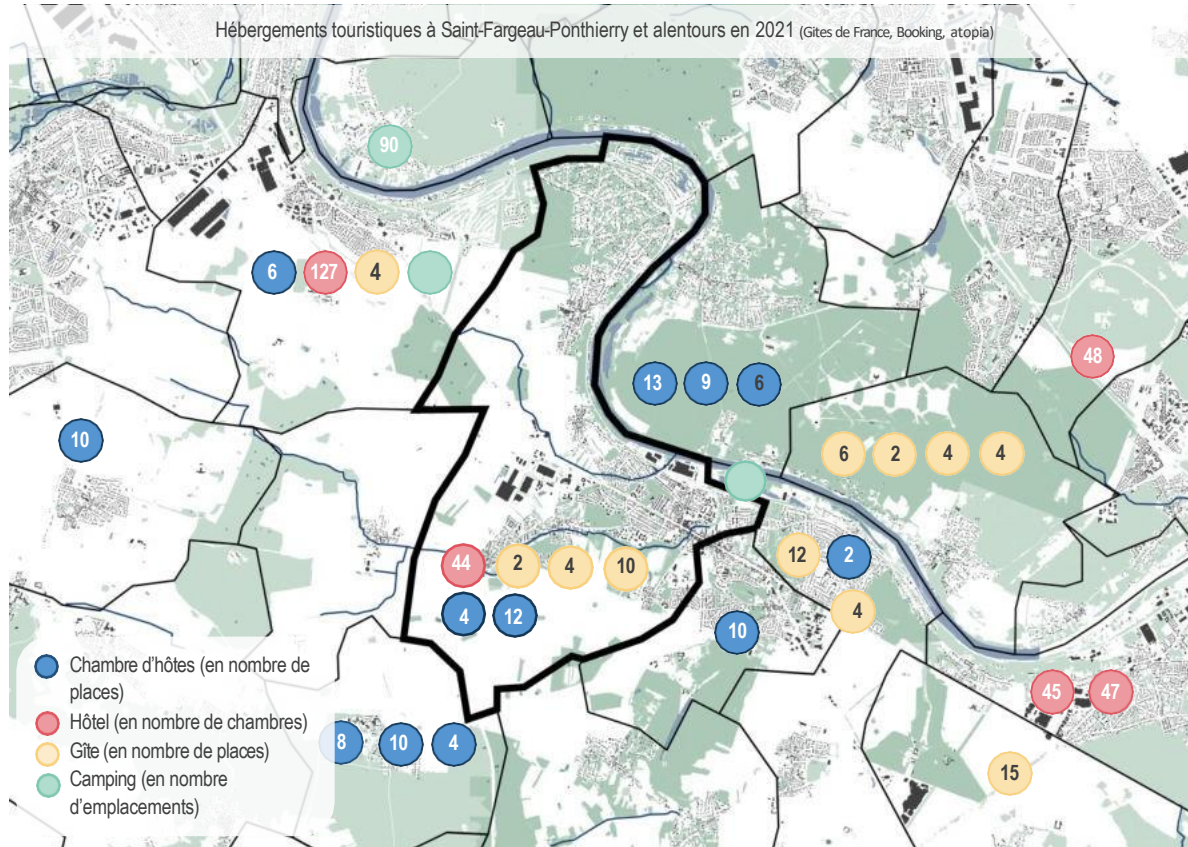 Hébergements touristiques à Saint-Fargeau-Ponthierry et alentours en 2021 (Gites de France, Booking, atopia)
90
6 127 4
48
13 9 6
10
6 2 4 4
44 2 4 10
12 2
4 12
4
10
45 47
8 10 4
15
Chambre d'hôtes (en nombre de
places)
Hôtel (en nombre de chambres)
Gîte (en nombre de places)
Camping (en nombre
d'emplacements)